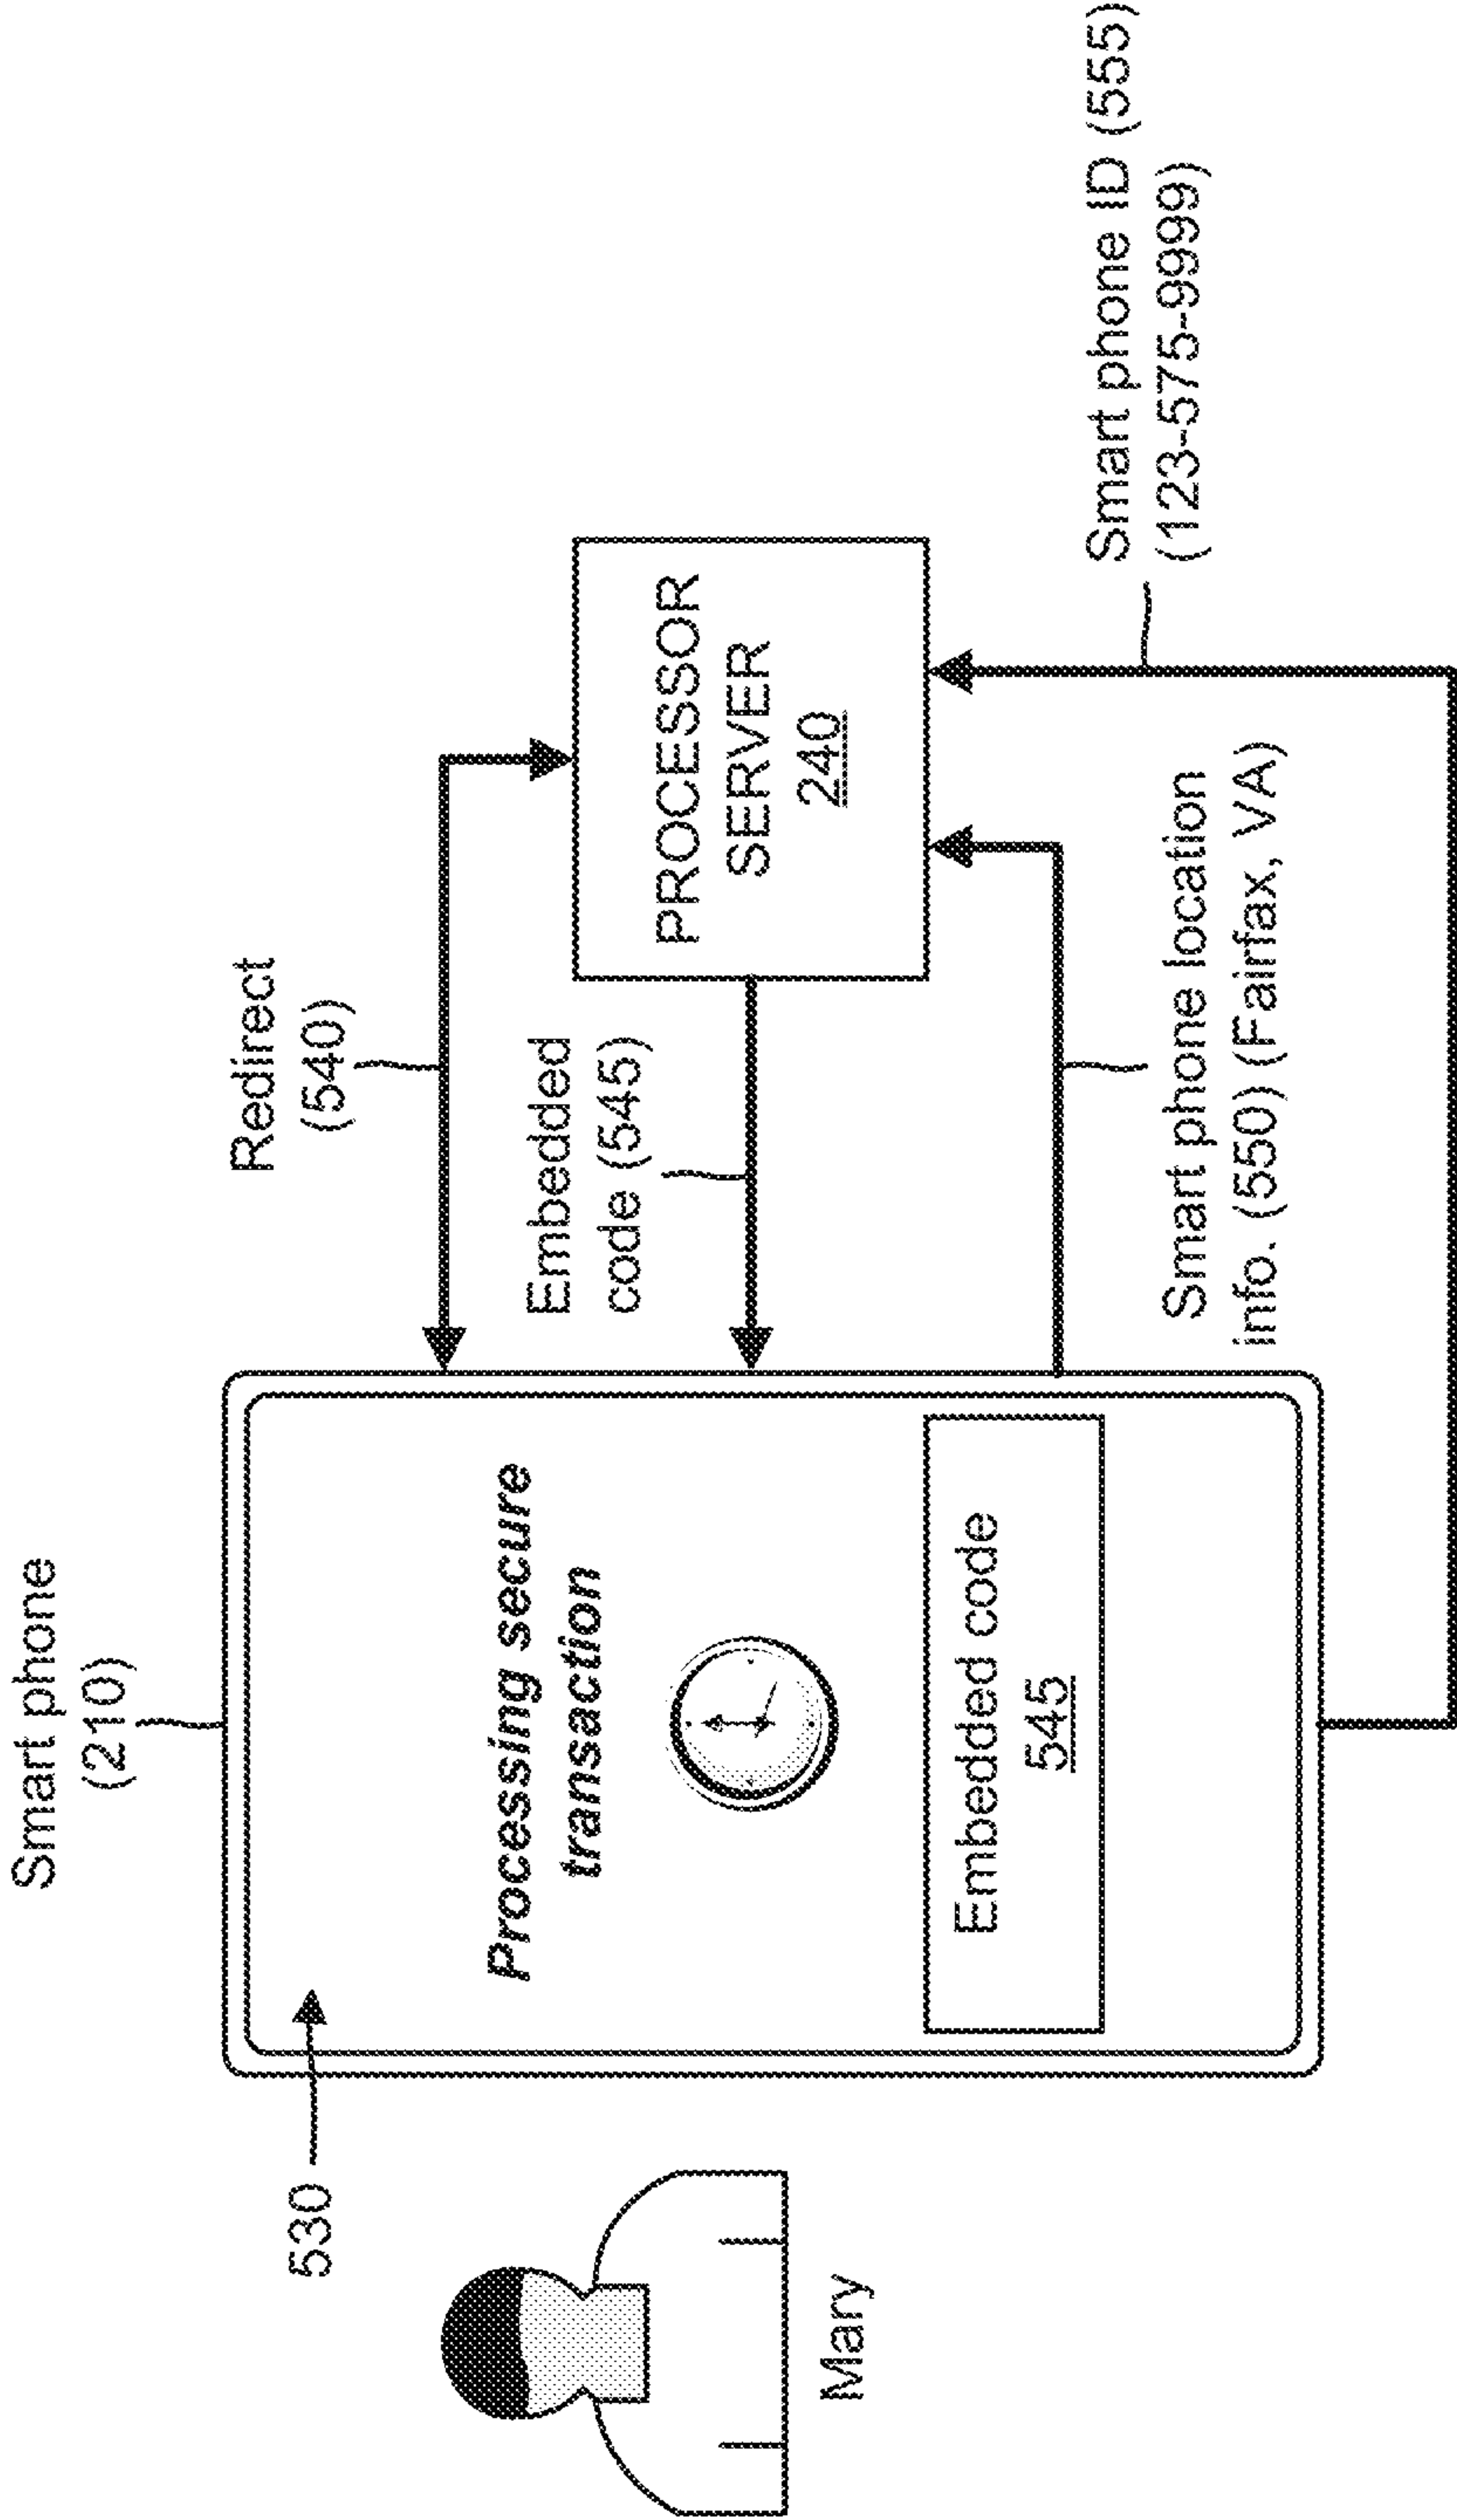 Smart phone
(210)
530
Processing secure
transaction
Embedded code
545
Mary
Redirect
(540)
Embedded
code (545)
PROCESSOR
SERVER
240
Smart phone location
info. (550) (Fairfax, VA)
Smart phone ID (555)
(123-575-9999)